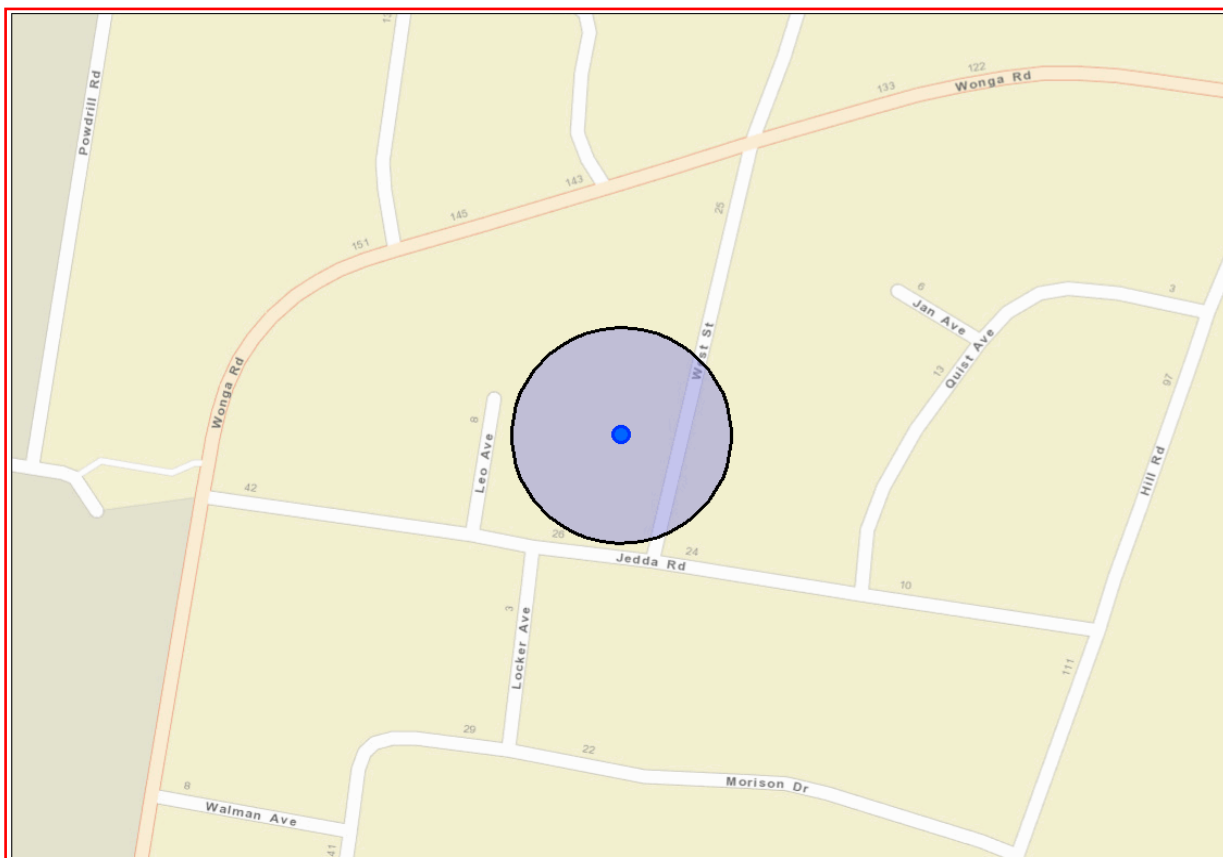 Powdrill Rd
122
Wonga Rd
133
143
145
151
25
6
Jan Ave
3
Quist Ave
13
97
West St
Wonga Rd
8
Leo Ave
42
26
Jedda Rd
24
10
Hill Rd
3
Locker Ave
111
29
22
Morison Dr
8
Walman Ave
41